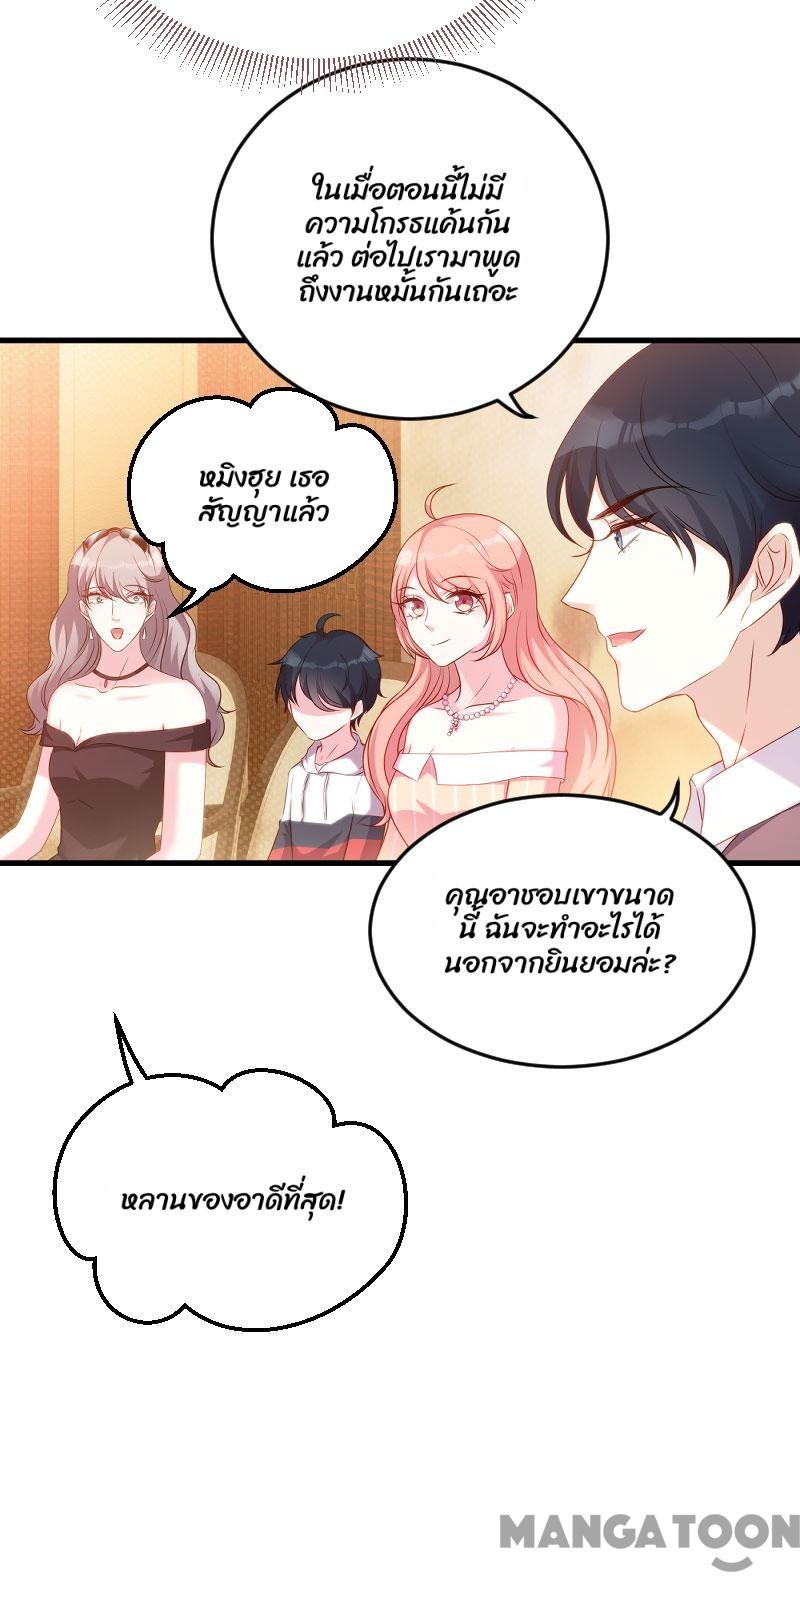 ในเมื่อตอนนี้ไม่มี
ความโกรธแค้นกัน
แล้ว ต่อไปเรามาพูด
ถึงงานหมั้นกันเถอะ
หมิงฮุย เธอ
สัญญาแล้ว
คุณอาชอบเขาขนาด
นี้ ฉันจะทำอะไรได้
นอกจากยินยอมล่ะ?
หลานของอาดีที่สุด!
MANGATOON